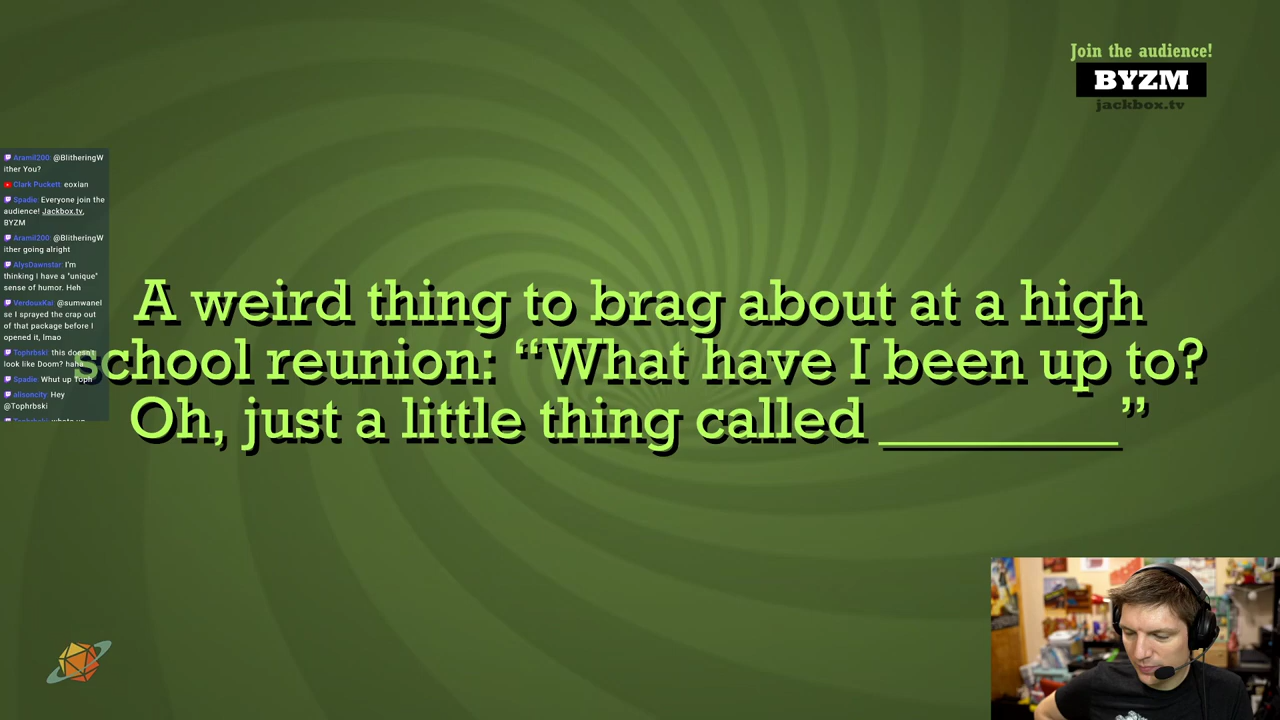 Join the audience!
BYZM
jackbox.tv
Aramil200: @BlitheringW
ither You?
Clark Puckett: eoxian
Spadie: Everyone join the
audience! Jackbox.tv,
BYZM
Aramil200: @BlitheringW
ither going alright
AlysDawnstar: I'm
thinking I have a "unique"
sense of humor. Heh
VerdouxKai: @sumwanel
se I sprayed the crap out
of that package before I
opened it, lmao
Tophrbski: this doesn't
look like Doom? haha
Spadie: Whut up Toph
alisoncity: Hey
@Tophrbski
A weird thing to brag about at a high
school reunion: “What have I been up to?
Oh, just a little thing called ________”